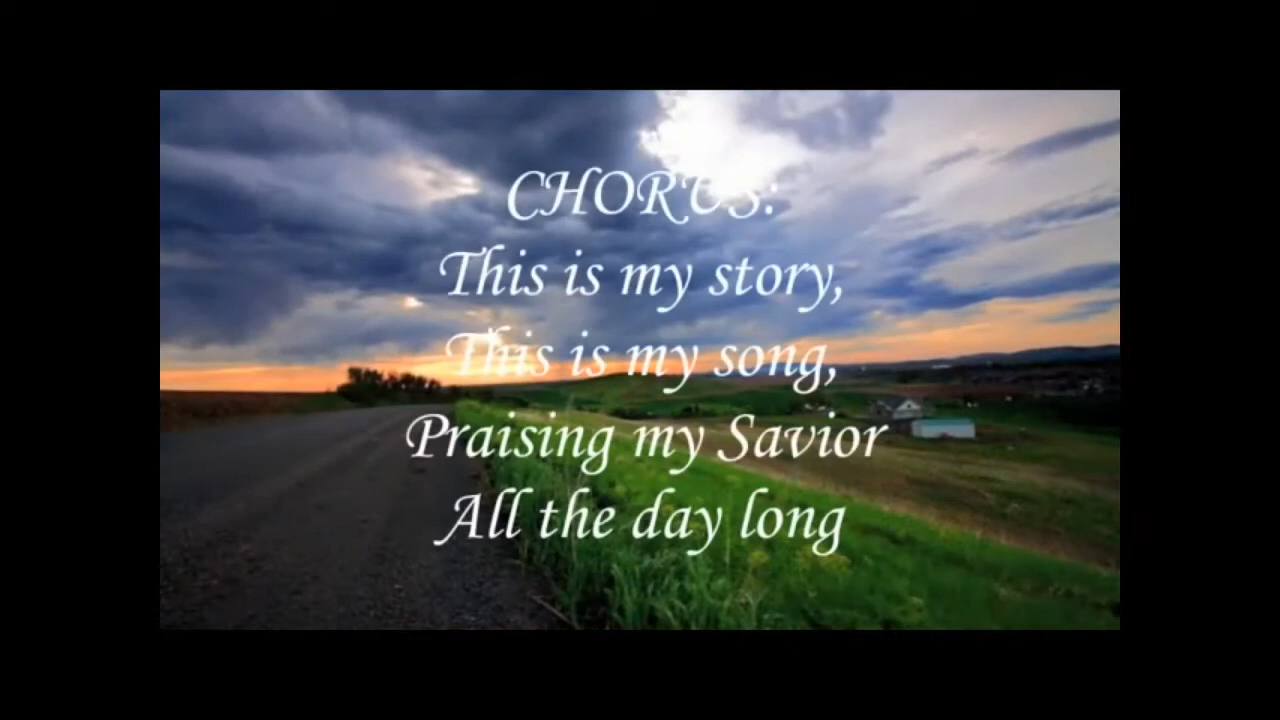 CHORUS:
This is my story,
This is my song,
Praising my Savior
All the day long